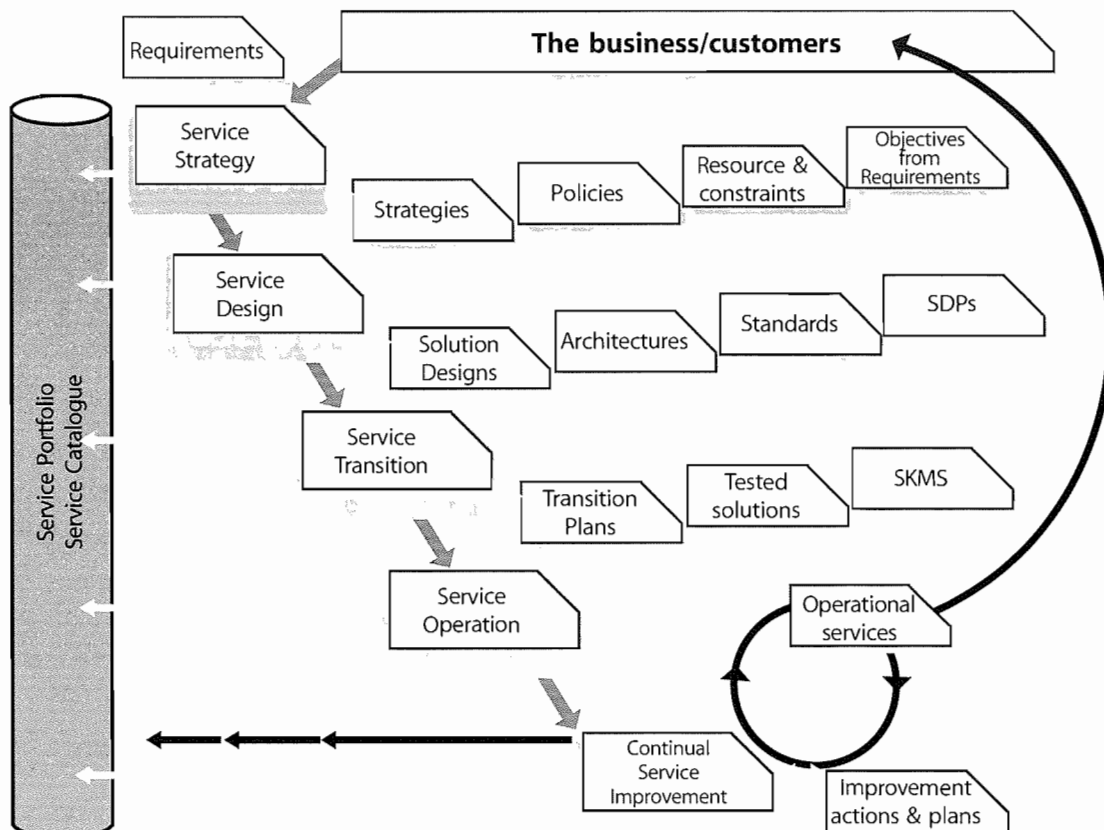 Requirements
The business/customers
Service
Strategy
Strategies
Policies
Resource &
constraints
Objectives
from
Requirements
Service
Design
Solution
Designs
Architectures
Standards
SDPs
Service
Transition
Transition
Plans
Tested
solutions
SKMS
Service
Operation
Operational
services
Continual
Service
Improvement
Improvement
actions & plans
Service Portfolio
Service Catalogue